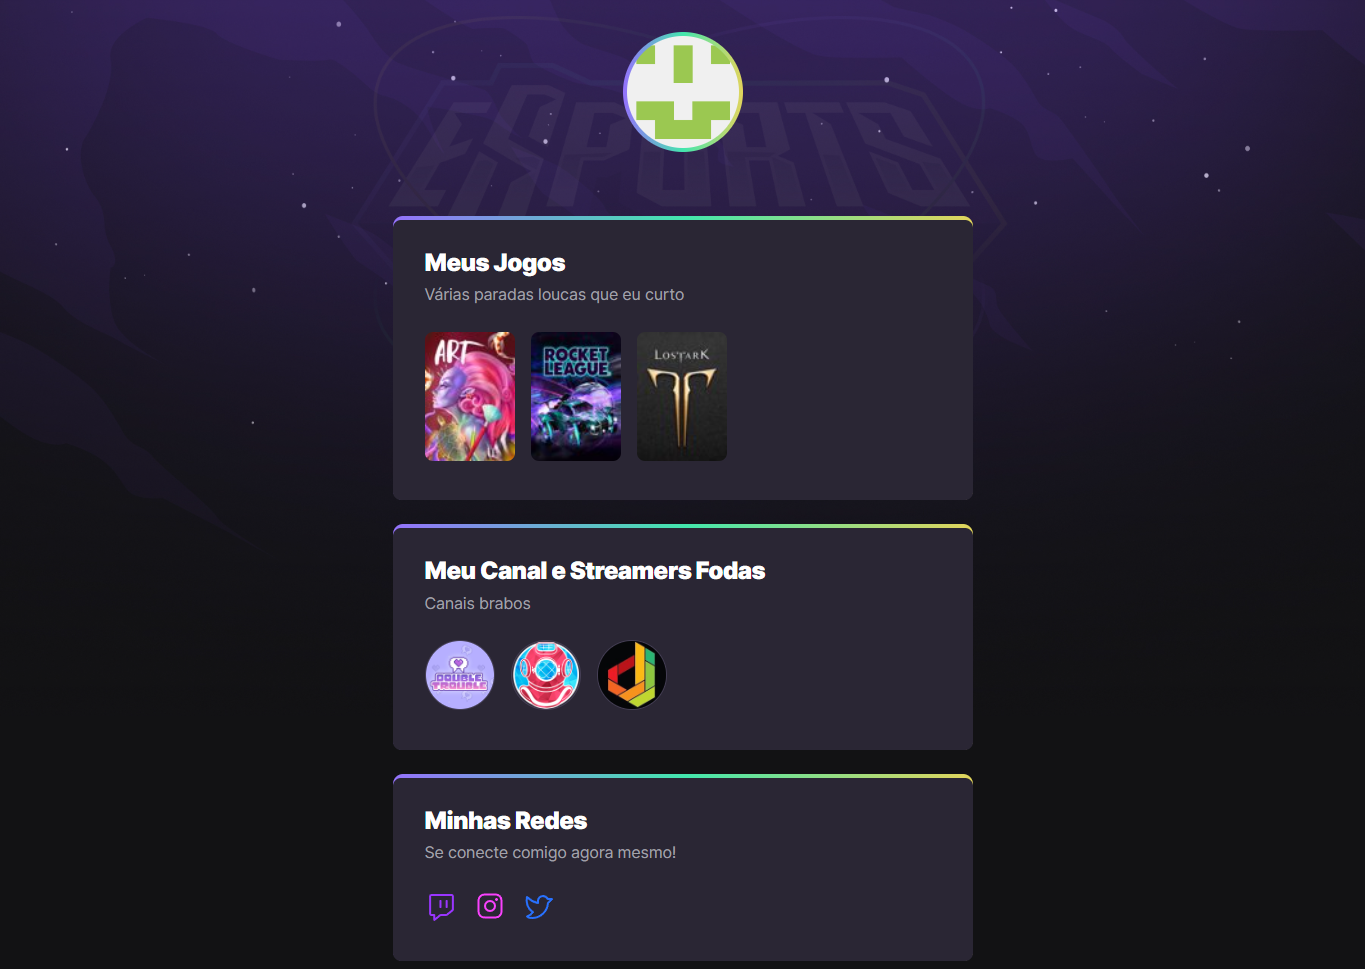 ESPORTS
Meus Jogos
Várias paradas loucas que eu curto
ART
ROCKET
LEAGUE
LOSTARK
Meu Canal e Streamers Fodas
Canais brabos
DOUBLE
TROUBLE
Minhas Redes
Se conecte comigo agora mesmo!